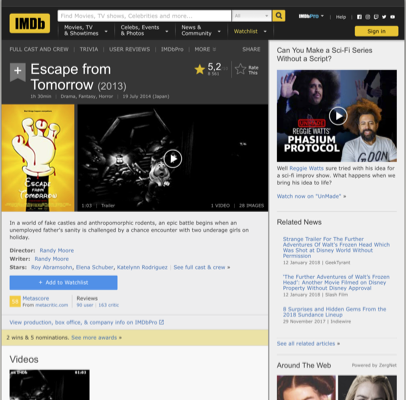 IMDb
Find Movies, TV shows, Celebrities and more...
All
IMDbPro
Help
Movies, TV
& Showtimes
Celebs, Events
& Photos
News &
Community
Watchlist
Sign in
FULL CAST AND CREW | TRIVIA | USER REVIEWS | IMDbPro | MORE
SHARE
Escape from
Tomorrow (2013)
5,2
Rate
This
1h 30min | Drama, Fantasy, Horror | 19 July 2014 (Japan)
Escape
from
Tomorrow
1:03 Trailer
1 VIDEO | 28 IMAGES
In a world of fake castles and anthropomorphic rodents, an epic battle begins when an
unemployed father's sanity is challenged by a chance encounter with two underage girls on
holiday.
Director: Randy Moore
Writer: Randy Moore
Stars: Roy Abramsohn, Elena Schuber, Katelynn Rodriguez | See full cast & crew »
+ Add to Watchlist
Metascore
From metacritic.com
Reviews
90 user | 163 critic
View production, box office, & company info on IMDbPro
2 wins & 5 nominations. See more awards »
Videos
Can You Make a Sci-Fi Series
Without a Script?
REGGIE WATTS'
PHASIUM
PROTOCOL
Well Reggie Watts sure tried with his idea for
a sci-fi improv show. What happens when we
bring his idea to life?
Watch now on "UnMade" »
Related News
Strange Trailer For The Further
Adventures Of Walt's Frozen Head Which
Was Shot at Disney World Without
Permission
12 January 2018 | GeekTyrant
'The Further Adventures of Walt's Frozen
Head': Another Movie Filmed on Disney
Property Without Disney Approval
12 January 2018 | Slash Film
8 Surprises and Hidden Gems From the
2018 Sundance Lineup
29 November 2017 | Indiewire
See all related articles »
Around The Web | Powered by ZergNet